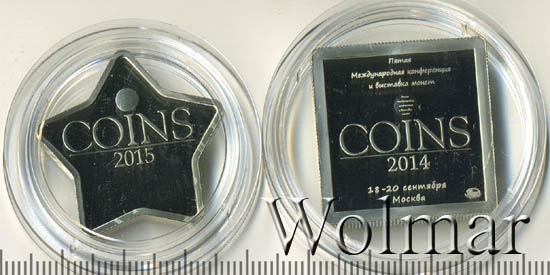 COINS
2015
Пятая
Международная конференция
и выставка монет
COINS
2014
18-20 сентября
Москва
Wolmar